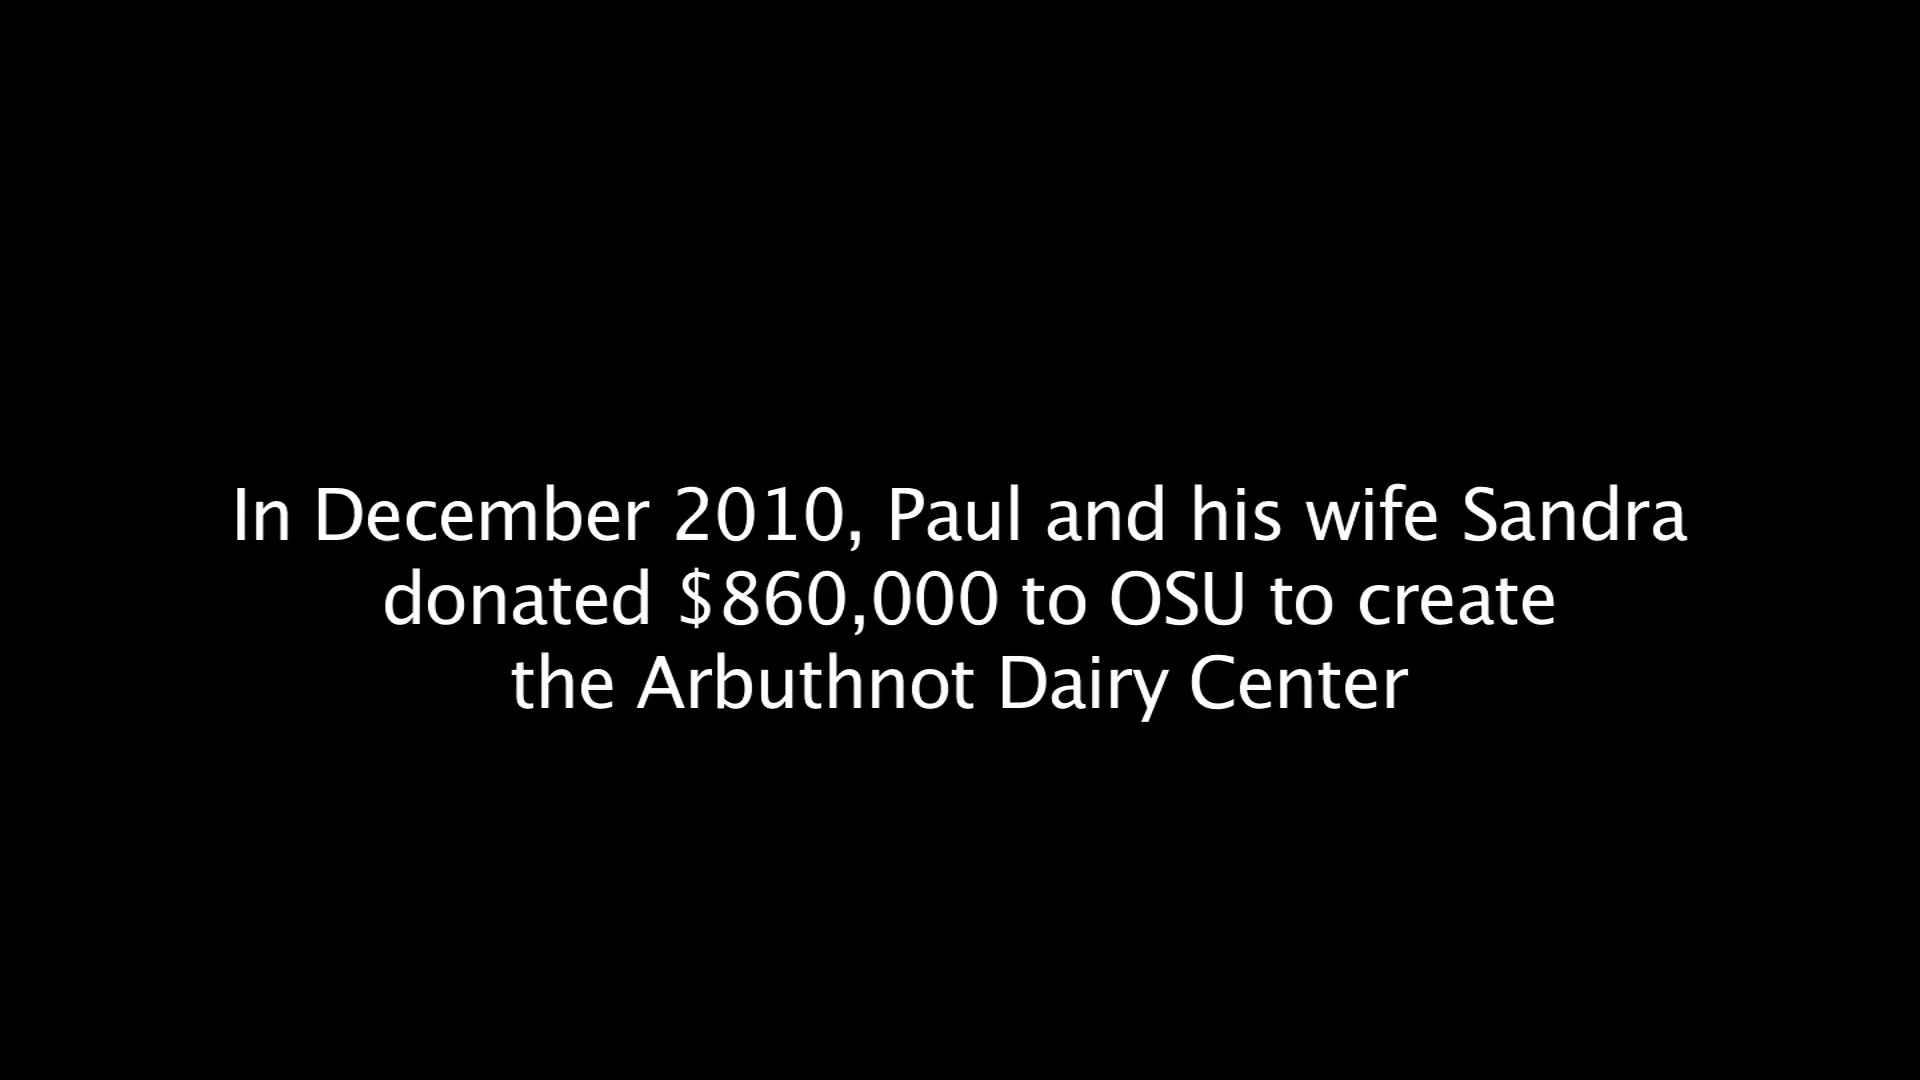 In December 2010, Paul and his wife Sandra
donated $860,000 to OSU to create
the Arbuthnot Dairy Center